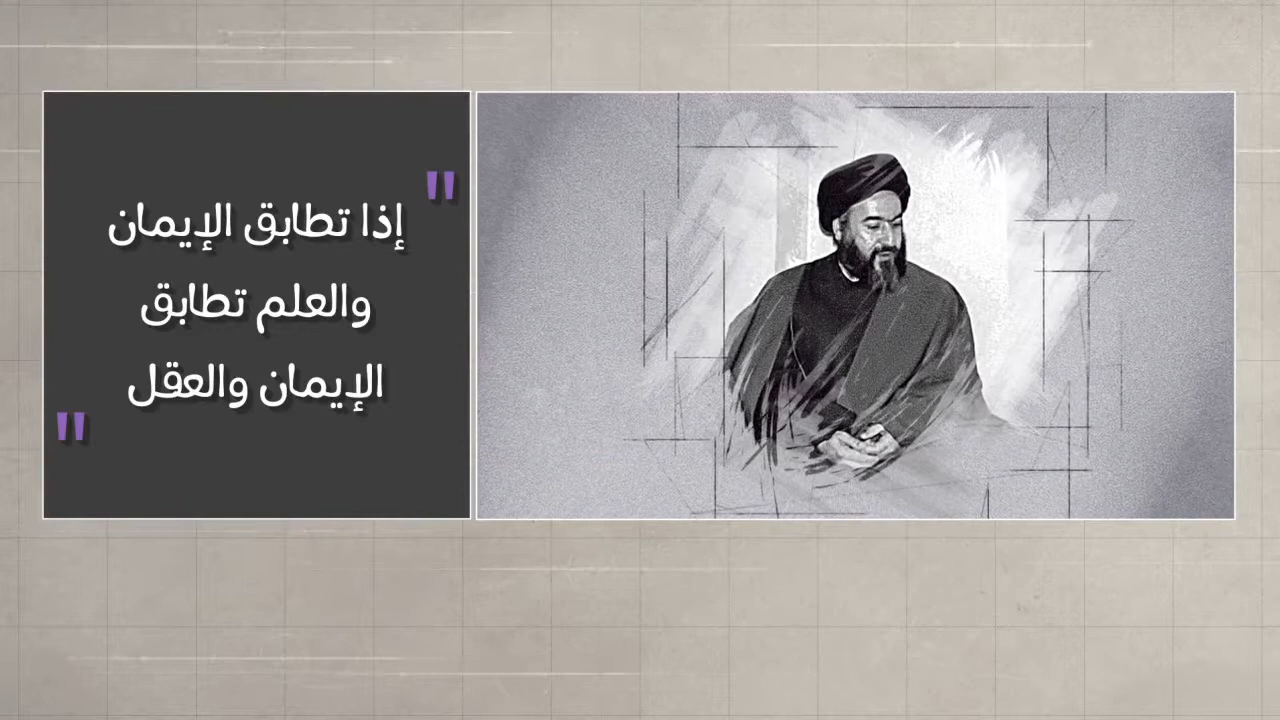 "إذا تطابق الإيمان
والعلم تطابق
الإيمان والعقل"